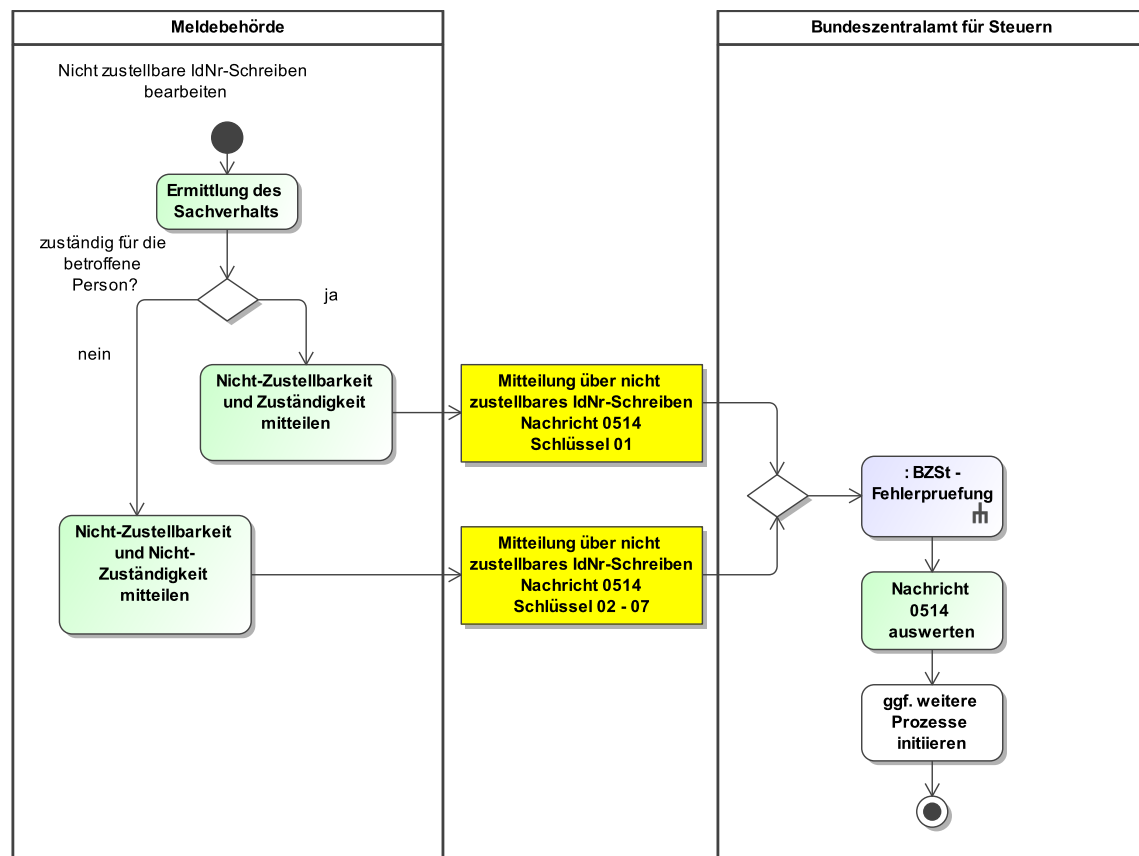 Meldebehörde
Bundeszentralamt für Steuern
Nicht zustellbare IdNr-Schreiben
bearbeiten
Ermittlung des
Sachverhalts
zuständig für die
betroffene
Person?
ja
nein
Nicht-Zustellbarkeit
und Zuständigkeit
mitteilen
Mitteilung über nicht
zustellbares IdNr-Schreiben
Nachricht 0514
Schlüssel 01
Nicht-Zustellbarkeit
und Nicht-
Zuständigkeit
mitteilen
Mitteilung über nicht
zustellbares IdNr-Schreiben
Nachricht 0514
Schlüssel 02 - 07
: BZSt -
Fehlerpruefung
Nachricht
0514
auswerten
ggf. weitere
Prozesse
initiieren